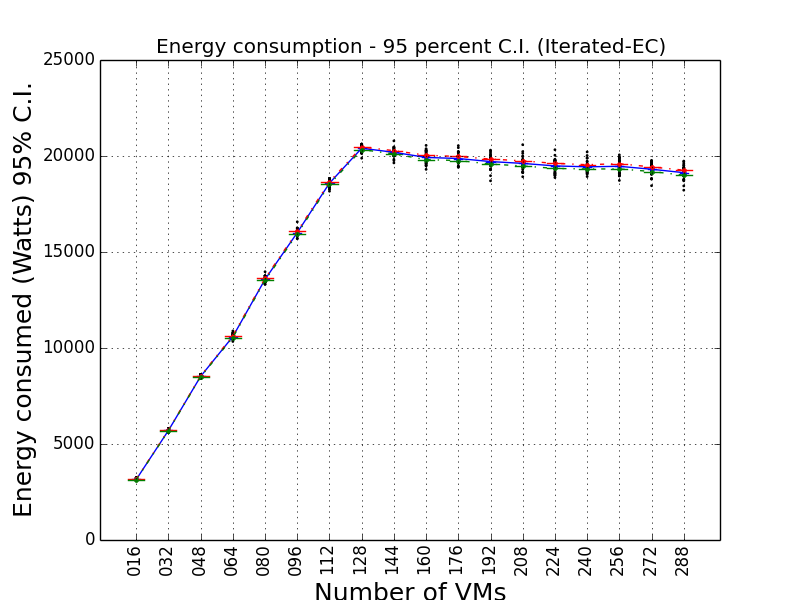 Energy consumption - 95 percent C.I. (Iterated-EC)
Energy consumed (Watts) 95% C.I.
25000
20000
15000
10000
5000
0
016 032 048 064 080 096 112 128 144 160 176 192 208 224 240 256 272 288
Number of VMs